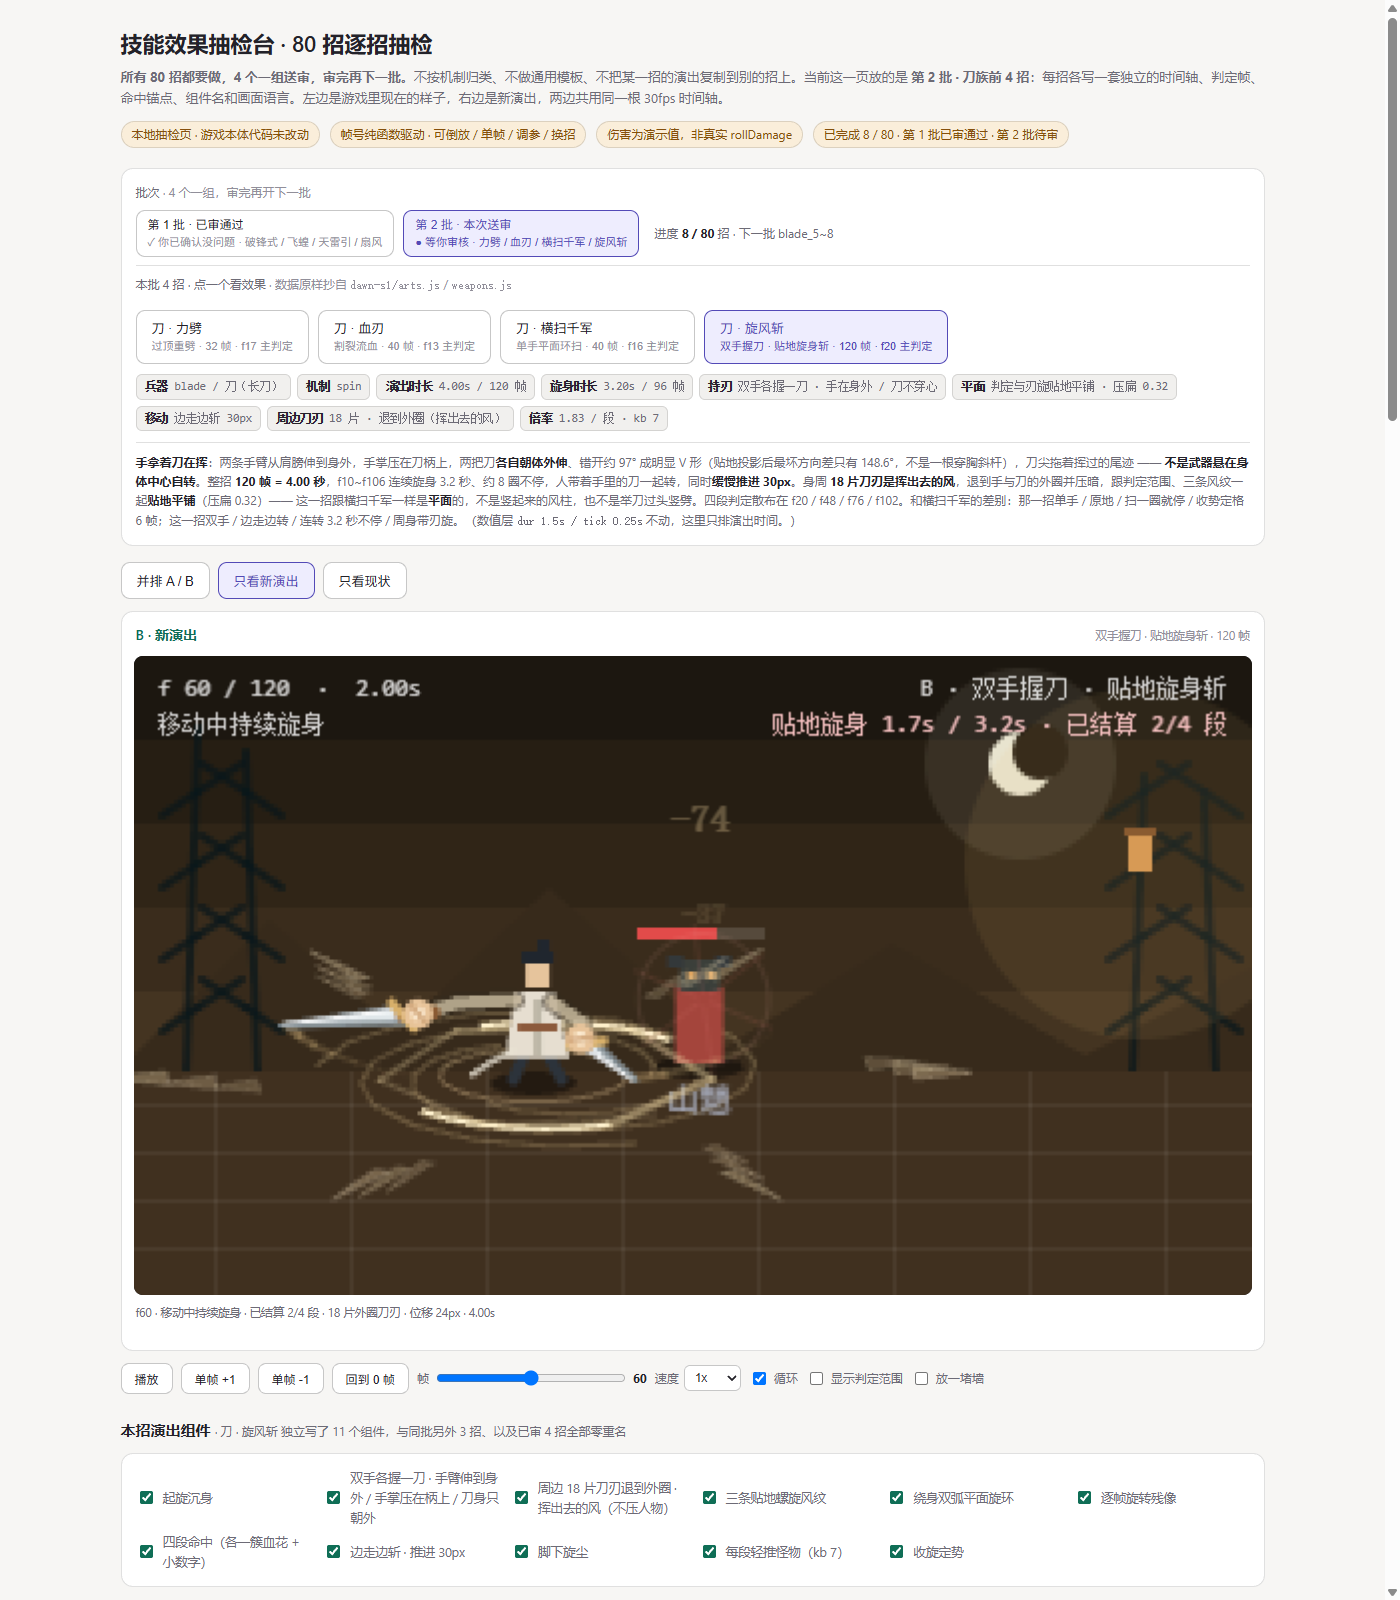 技能效果抽检台 · 80 招逐招抽检
所有 80 招都要做，4 个一组送审，审完再下一批。不按机制归类、不做通用模板、不把某一招的演出复制到别的招上。当前这一页放的是 第 2 批 · 刀族前 4 招：每招各写一套独立的时间轴、判定帧、
命中锚点、组件名和画面语言。左边是游戏里现在的样子，右边是新演出，两边共用同一根 30fps 时间轴。
本地抽检页 · 游戏本体代码未改动
帧号纯函数驱动 · 可倒放 / 单帧 / 调参 / 换招
伤害为演示值，非真实 rollDamage
已完成 8 / 80 · 第 1 批已审通过 · 第 2 批待审
批次 · 4 个一组，审完再开下一批
第 1 批 · 已审通过
✓ 你已确认没问题 · 破锋式 / 飞蝗 / 天雷引 / 扇风
第 2 批 · 本次送审
● 等你审核 · 力劈 / 血刃 / 横扫千军 / 旋风斩
进度 8 / 80 招 · 下一批 blade_5~8
本批 4 招 · 点一个看效果 · 数据原样抄自 dawn-s1/arts.js / weapons.js
刀 · 力劈
过顶重劈 · 32 帧 · f17 主判定
刀 · 血刃
割裂流血 · 40 帧 · f13 主判定
刀 · 横扫千军
单手平面环扫 · 40 帧 · f16 主判定
刀 · 旋风斩
双手握刀 · 贴地旋身斩 · 120 帧 · f20 主判定
兵器 blade / 刀（长刀）
机制 spin
演出时长 4.00s / 120 帧
旋身时长 3.20s / 96 帧
持刃 双手各握一刀 · 手在身外 / 刀不穿心
平面 判定与刃旋贴地平铺 · 压扁 0.32
移动 边走边斩 30px
周边刀刃 18 片 · 退到外圈（挥出去的风）
倍率 1.83 / 段 · kb 7
手拿着刀在挥：两条手臂从肩膀伸到身外，手掌压在刀柄上，两把刀各自朝体外伸、错开约 97° 成明显 V 形（贴地投影后最坏方向差只有 148.6°，不是一根穿胸斜杆），刀尖拖着挥过的尾迹 —— 不是武器悬在身
体中心自转。整招 120 帧 = 4.00 秒，f10~f106 连续旋身 3.2 秒、约 8 圈不停，人带着手里的刀一起转，同时缓慢推进 30px。身周 18 片刀刃是挥出去的风，退到手与刀的外圈并压暗，跟判定范围、三条风纹一
起贴地平铺（压扁 0.32）—— 这一招跟横扫千军一样是平面的，不是竖起来的风柱，也不是举刀过头竖劈。四段判定散布在 f20 / f48 / f76 / f102。和横扫千军的差别：那一招单手 / 原地 / 扫一圈就停 / 收势定格
6 帧；这一招双手 / 边走边转 / 连转 3.2 秒不停 / 周身带刃旋。（数值层 dur 1.5s / tick 0.25s 不动，这里只排演出时间。）
并排 A / B
只看新演出
只看现状
B · 新演出
双手握刀 · 贴地旋身斩 · 120 帧
f 60 / 120 · 2.00s
移动中持续旋身
B · 双手握刀 · 贴地旋身斩
贴地旋身 1.7s / 3.2s · 已结算 2/4 段
-74
-37
f60 · 移动中持续旋身 · 已结算 2/4 段 · 18 片外圈刀刃 · 位移 24px · 4.00s
播放
单帧 +1
单帧 -1
回到 0 帧
帧
60
速度
1x
循环
显示判定范围
放一堵墙
本招演出组件 · 刀 · 旋风斩 独立写了 11 个组件，与同批另外 3 招、以及已审 4 招全部零重名
起旋沉身
双手各握一刀 · 手臂伸到身
外 / 手掌压在柄上 / 刀身只
朝外
周边 18 片刀刃退到外圈 ·
挥出去的风（不压人物）
三条贴地螺旋风纹
绕身双弧平面旋环
逐帧旋转残像
四段命中（各一簇血花 +
小数字）
边走边斩 · 推进 30px
脚下旋尘
每段轻推怪物（kb 7）
收旋定势